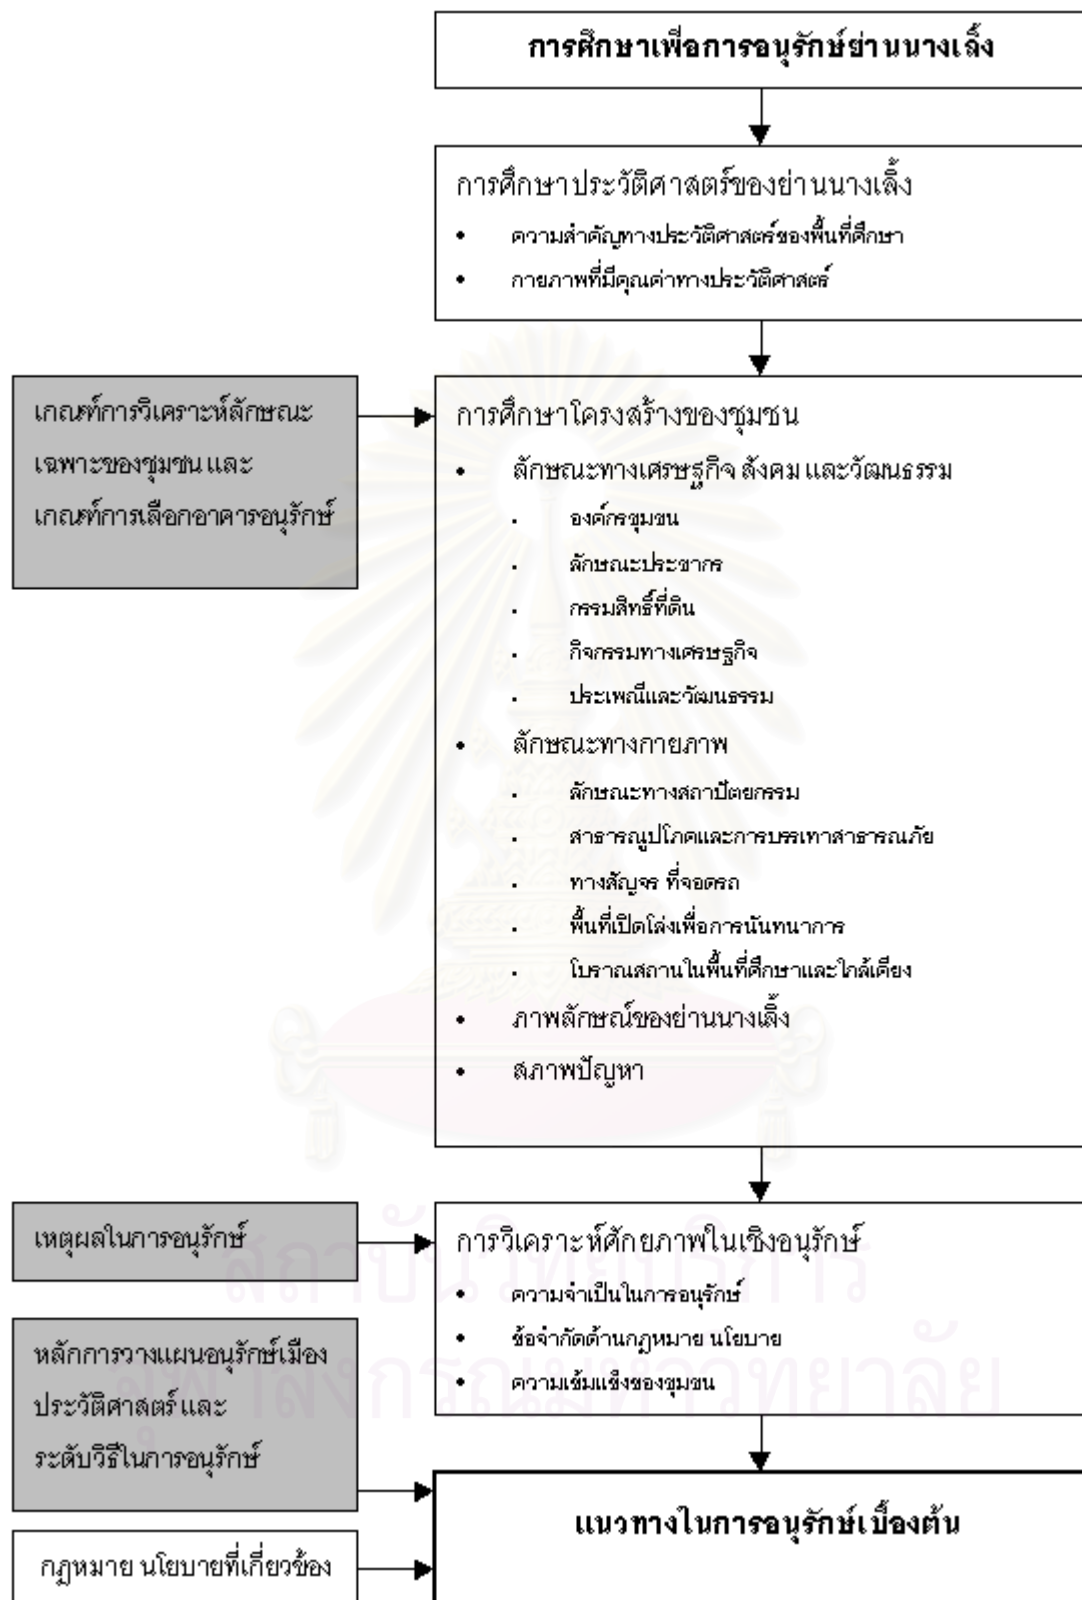 การศึกษาเพื่อการอนุรักษ์ย่านนางเลิ้ง
การศึกษาประวัติศาสตร์ของย่านนางเลิ้ง
• ความสำคัญทางประวัติศาสตร์ของพื้นที่ศึกษา
• กายภาพที่มีคุณค่าทางประวัติศาสตร์
เกณฑ์การวิเคราะห์ลักษณะ
เฉพาะของชุมชน และ
เกณฑ์การเลือกอาคารอนุรักษ์
การศึกษาโครงสร้างของชุมชน
• ลักษณะทางเศรษฐกิจ สังคม และวัฒนธรรม
. องค์กรชุมชน
. ลักษณะประชากร
. กรรมสิทธิ์ที่ดิน
. กิจกรรมทางเศรษฐกิจ
. ประเพณีและวัฒนธรรม
• ลักษณะทางกายภาพ
. ลักษณะทางสถาปัตยกรรม
. สาธารณูปโภคและการบรรเทาสาธารณภัย
. ทางสัญจร ที่จอดรถ
. พื้นที่เปิดโล่งเพื่อการนันทนาการ
. โบราณสถานในพื้นที่ศึกษาและใกล้เคียง
• ภาพลักษณ์ของย่านนางเลิ้ง
• สภาพปัญหา
เหตุผลในการอนุรักษ์
การวิเคราะห์ศักยภาพในเชิงอนุรักษ์
• ความจำเป็นในการอนุรักษ์
• ข้อจำกัดด้านกฎหมาย นโยบาย
• ความเข้มแข็งของชุมชน
หลักการวางแผนอนุรักษ์เมือง
ประวัติศาสตร์ และ
ระดับวิธีในการอนุรักษ์
แนวทางในการอนุรักษ์เบื้องต้น
กฎหมาย นโยบายที่เกี่ยวข้อง
สถาบันวิทยบริการ
จุฬาลงกรณ์มหาวิทยาลัย